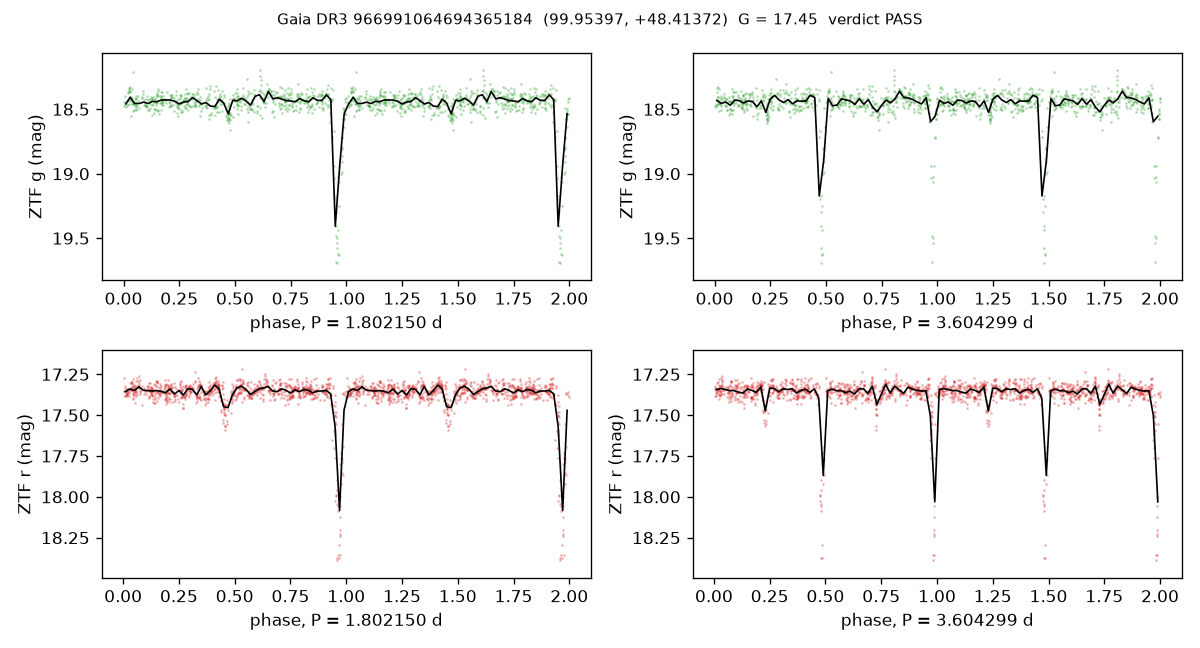 Gaia DR3 966991064694365184  (99.95397, +48.41372)  G = 17.45  verdict PASS
ZTF g (mag)
18.5
19.0
19.5
0.00 0.25 0.50 0.75 1.00 1.25 1.50 1.75 2.00
phase, P = 1.802150 d
ZTF g (mag)
18.5
19.0
19.5
0.00 0.25 0.50 0.75 1.00 1.25 1.50 1.75 2.00
phase, P = 3.604299 d
ZTF r (mag)
17.25
17.50
17.75
18.00
18.25
0.00 0.25 0.50 0.75 1.00 1.25 1.50 1.75 2.00
phase, P = 1.802150 d
ZTF r (mag)
17.25
17.50
17.75
18.00
18.25
0.00 0.25 0.50 0.75 1.00 1.25 1.50 1.75 2.00
phase, P = 3.604299 d